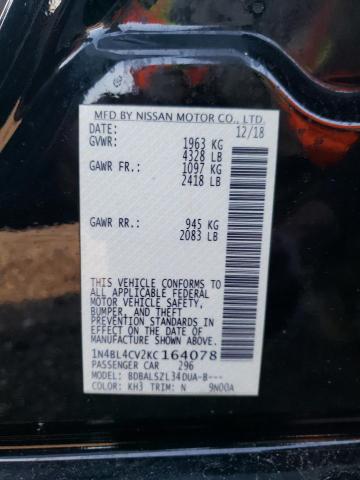 MFD BY NISSAN MOTOR CO., LTD.
DATE: 12/18
GVWR: 1963 KG
4328 LB
GAWR FR.: 1097 KG
2418 LB
GAWR RR.: 945 KG
2083 LB
THIS VEHICLE CONFORMS TO
ALL APPLICABLE FEDERAL
MOTOR VEHICLE SAFETY,
BUMPER, AND THEFT
PREVENTION STANDARDS
IN EFFECT ON THE DATE OF
MANUFACTURE SHOWN ABOVE.
1N4BL4CV2KC164078
PASSENGER CAR 296
MODEL: BDBALSZL34DUA-B---
COLOR: KH3 TRIM: N 9N00A